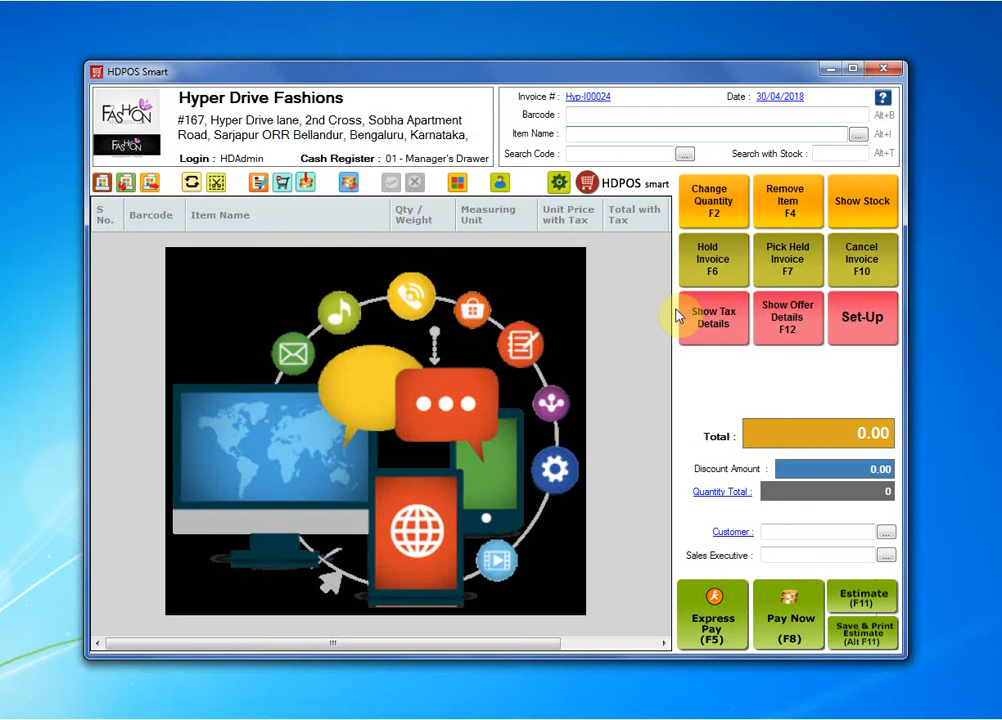 HDPOS Smart
FASHION
FASHION
Hyper Drive Fashions
#167, Hyper Drive lane, 2nd Cross, Sobha Apartment
Road, Sarjapur ORR Bellandur, Bengaluru, Karnataka,
Login : HDAdmin Cash Register : 01 - Manager's Drawer
Invoice # : Hyp-I00024 Date : 30/04/2018 ?
Barcode : Alt+B
Item Name : ... Alt+I
Search Code : ... Search with Stock : Alt+T
HDPOS smart
S No. Barcode Item Name Qty / Weight Measuring Unit Unit Price with Tax Total with Tax
Change Quantity F2
Remove Item F4
Show Stock
Hold Invoice F6
Pick Held Invoice F7
Cancel Invoice F10
Show Tax Details
Show Offer Details F12
Set-Up
Total : 0.00
Discount Amount : 0.00
Quantity Total : 0
Customer : ...
Sales Executive : ...
Express Pay (F5)
Pay Now (F8)
Estimate (F11)
Save & Print Estimate (Alt F11)